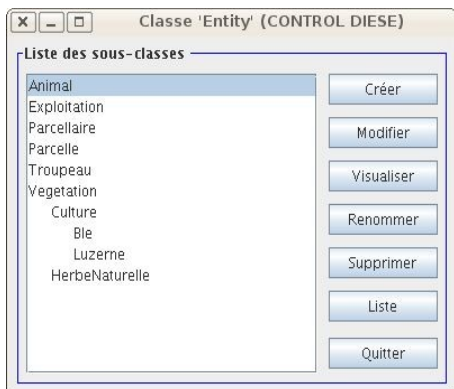 Classe 'Entity' (CONTROL DIESE)
Liste des sous-classes
Animal
Exploitation
Parcellaire
Parcelle
Troupeau
Vegetation
Culture
Ble
Luzerne
HerbeNaturelle
Créer
Modifier
Visualiser
Renommer
Supprimer
Liste
Quitter